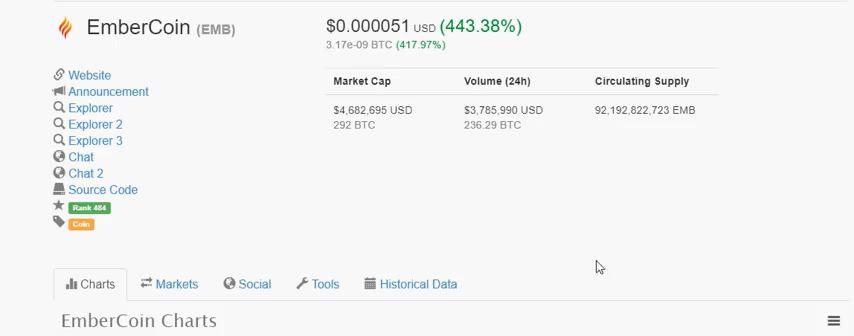 EmberCoin (EMB)
$0.000051 USD (443.38%)
3.17e-09 BTC (417.97%)
Website
Announcement
Explorer
Explorer 2
Explorer 3
Chat
Chat 2
Source Code
Rank 484
Coin
Market Cap Volume (24h) Circulating Supply
$4,682,695 USD $3,785,990 USD 92,192,822,723 EMB
292 BTC 236.29 BTC
Charts Markets Social Tools Historical Data
EmberCoin Charts